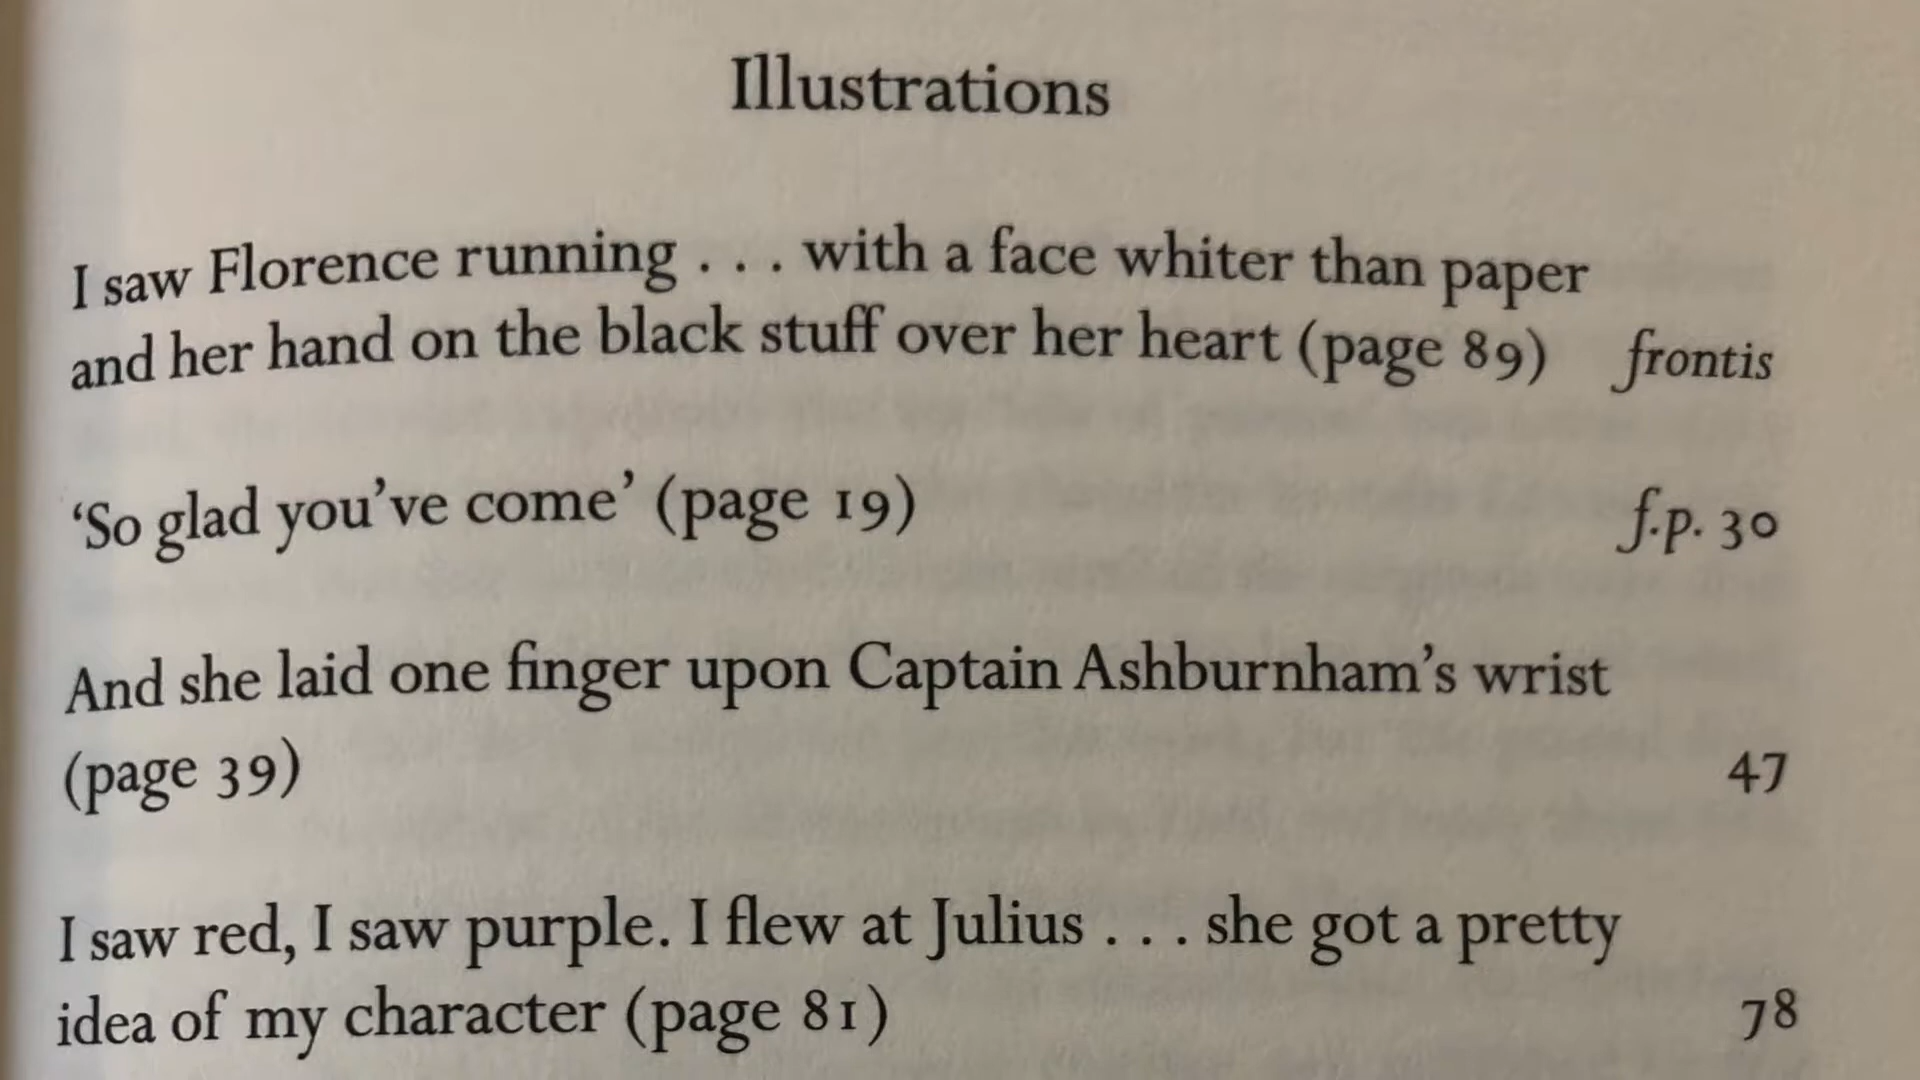 Illustrations
I saw Florence running . . . with a face whiter than paper
and her hand on the black stuff over her heart (page 89) frontis
‘So glad you’ve come’ (page 19) f.p. 30
And she laid one finger upon Captain Ashburnham’s wrist
(page 39) 47
I saw red, I saw purple. I flew at Julius . . . she got a pretty
idea of my character (page 81) 78